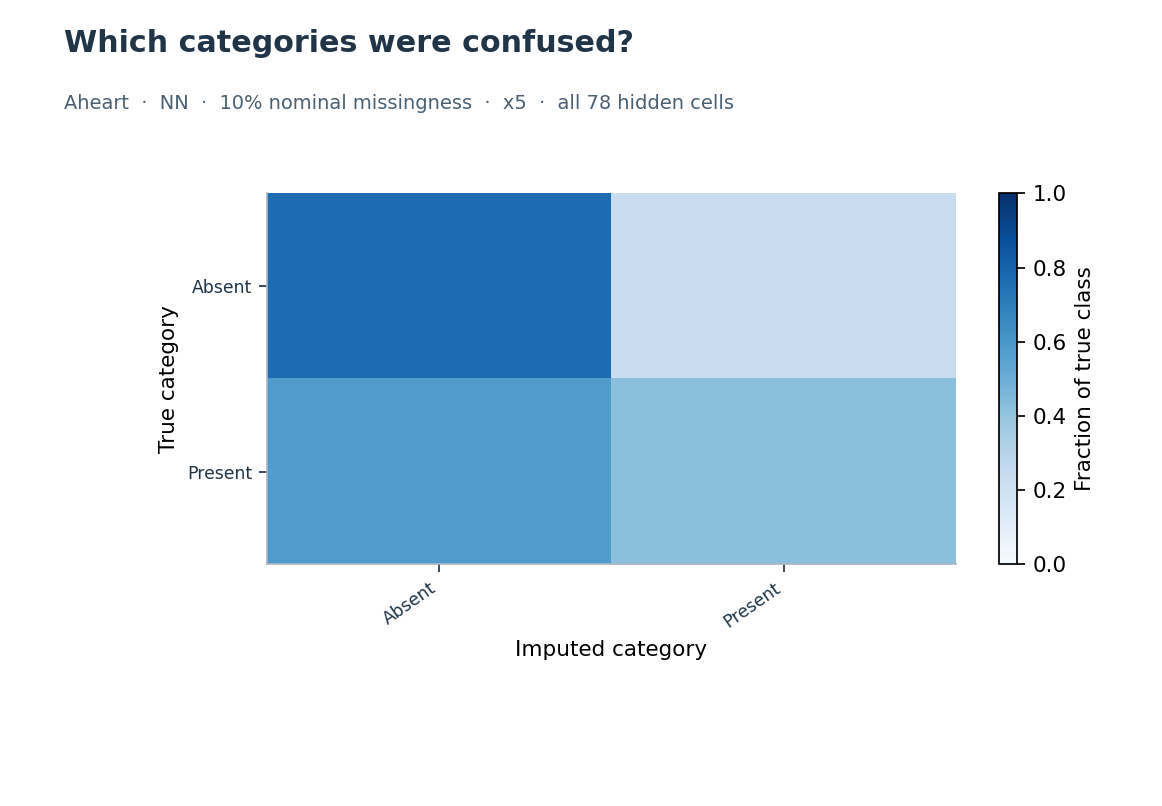 Which categories were confused?
Aheart · NN · 10% nominal missingness · x5 · all 78 hidden cells
True category
Absent
Present
Absent
Present
Imputed category
1.0
0.8
0.6
0.4
0.2
0.0
Fraction of true class